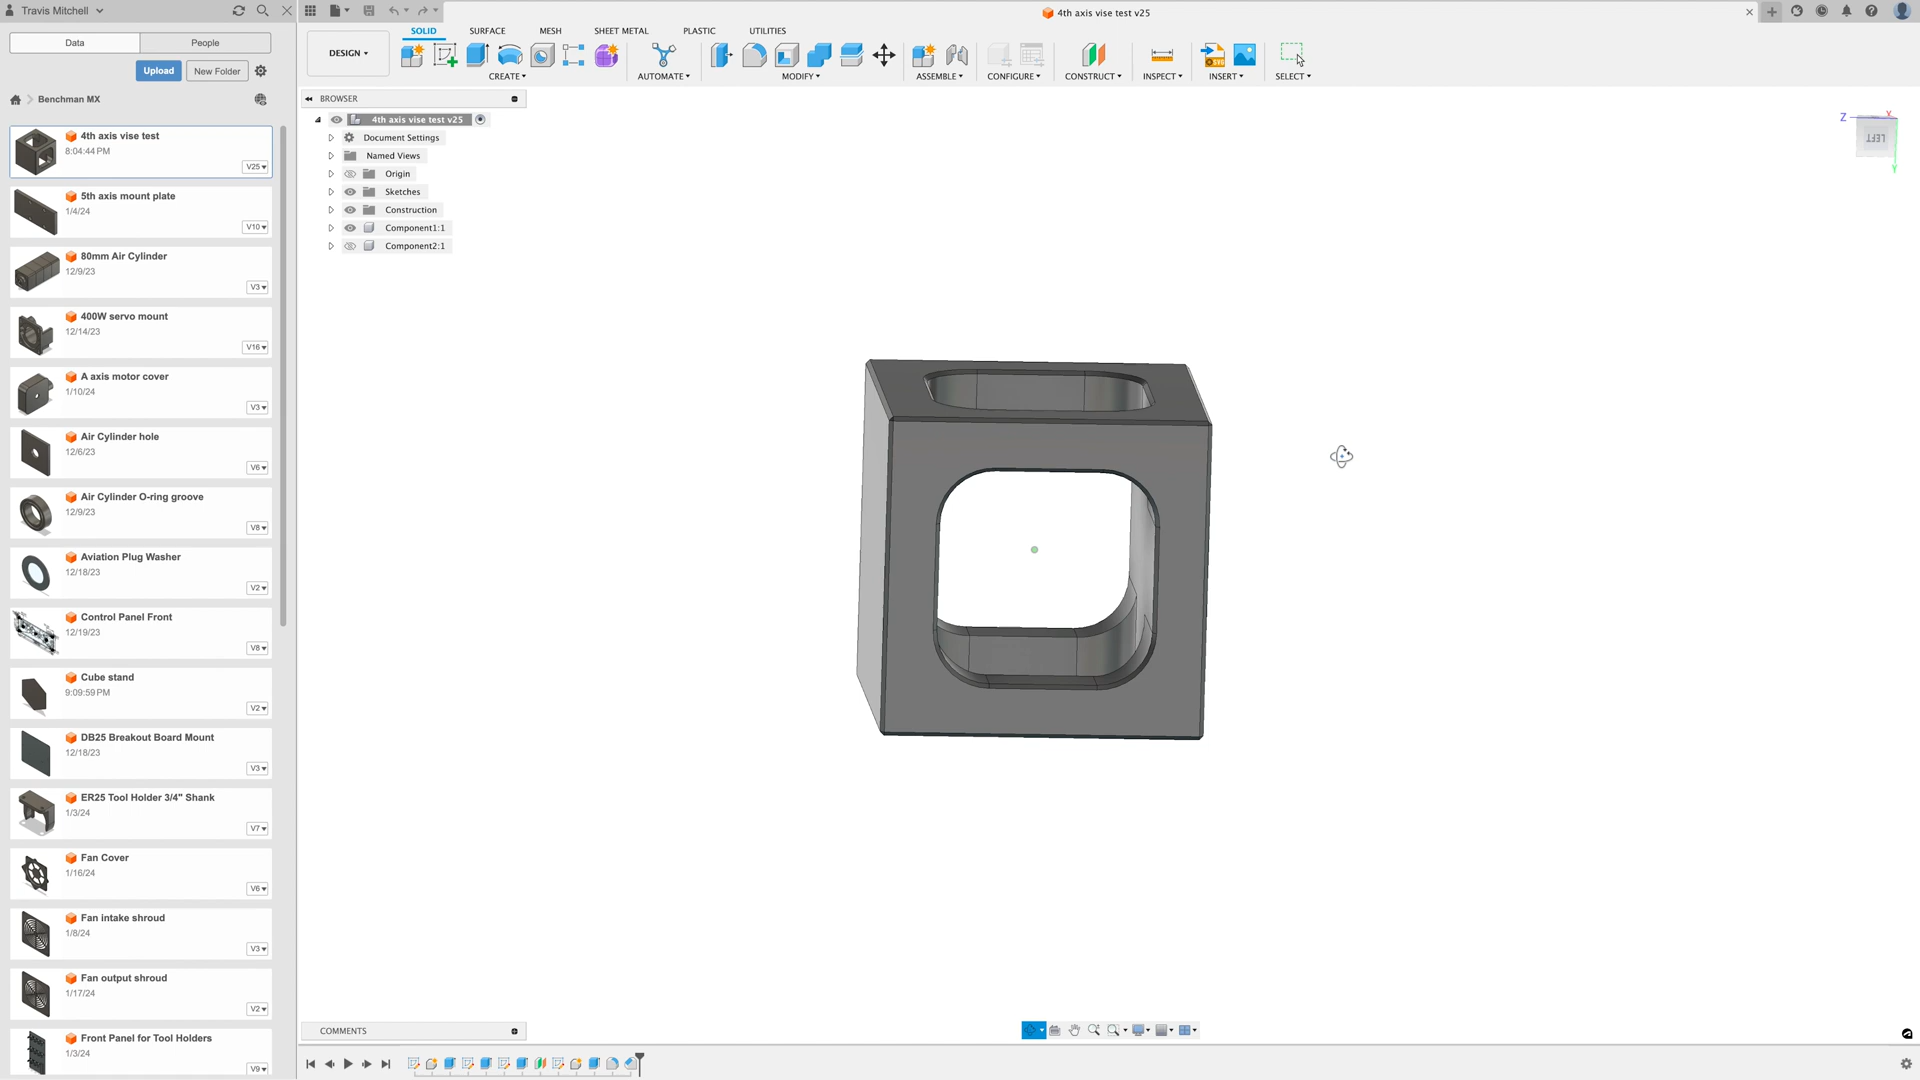 Travis Mitchell
4th axis vise test v25
Data
People
Upload
New Folder
Benchman MX
4th axis vise test
8:04:44 PM
V25
5th axis mount plate
1/4/24
V10
80mm Air Cylinder
12/9/23
V3
400W servo mount
12/14/23
V16
A axis motor cover
1/10/24
V3
Air Cylinder hole
12/6/23
V6
Air Cylinder O-ring groove
12/9/23
V8
Aviation Plug Washer
12/18/23
V2
Control Panel Front
12/19/23
V8
Cube stand
9:09:59 PM
V2
DB25 Breakout Board Mount
12/18/23
V3
ER25 Tool Holder 3/4" Shank
1/3/24
V7
Fan Cover
1/16/24
V6
Fan intake shroud
1/8/24
V3
Fan output shroud
1/17/24
V2
Front Panel for Tool Holders
1/3/24
V9
DESIGN
SOLID
SURFACE
MESH
SHEET METAL
PLASTIC
UTILITIES
CREATE
AUTOMATE
MODIFY
ASSEMBLE
CONFIGURE
CONSTRUCT
INSPECT
INSERT
SELECT
SVG
BROWSER
4th axis vise test v25
Document Settings
Named Views
Origin
Sketches
Construction
Component1:1
Component2:1
Z
X
LEFT
Y
COMMENTS